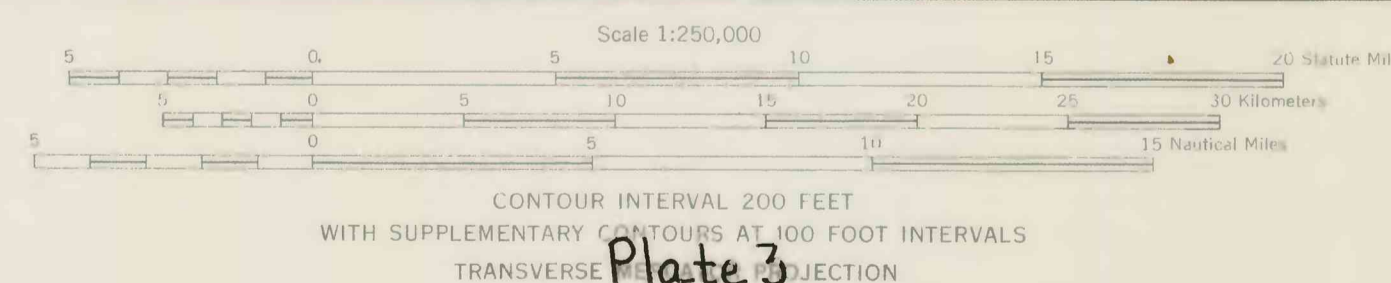 Scale 1:250,000
5 0 5 10 15 20 Statute Mil
5 0 5 10 15 20 25 30 Kilometers
5 0 5 10 15 Nautical Miles
CONTOUR INTERVAL 200 FEET
WITH SUPPLEMENTARY CONTOURS AT 100 FOOT INTERVALS
TRANSVERSE MERCATOR PROJECTION
Plate 3